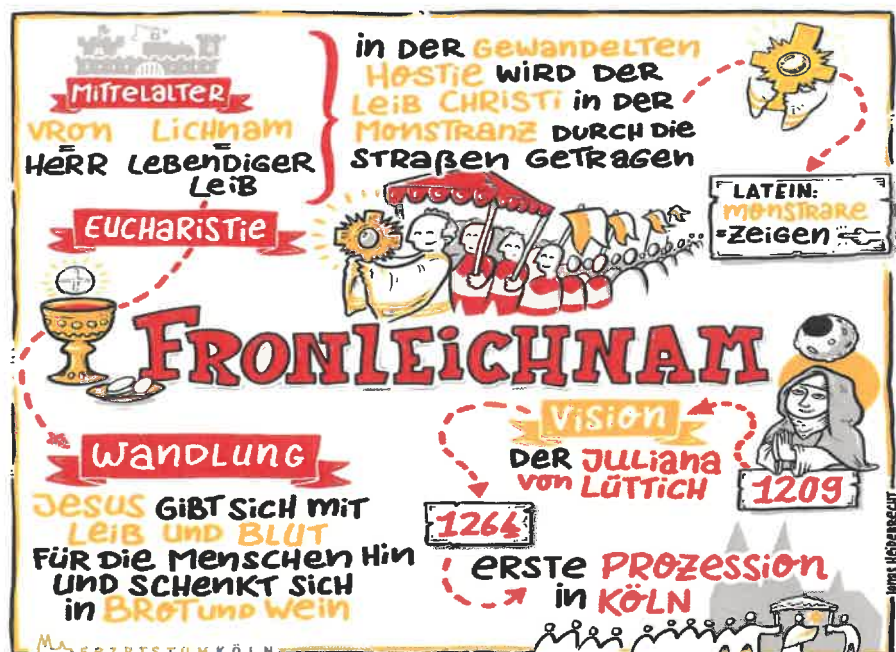 MITTELALTER
VRON LICHNAM
= =
HERR LEBENDIGER
LEIB
IN DER GEWANDELTEN
HOSTIE WIRD DER
LEIB CHRISTI IN DER
MONSTRANZ DURCH DIE
STRAßEN GETRAGEN
LATEIN:
MONSTRARE
=ZEIGEN
EUCHARISTIE
FRONLEICHNAM
VISION
DER JULIANA
VON LÜTTICH
1209
WANDLUNG
JESUS GIBT SICH MIT
LEIB UND BLUT
FÜR DIE MENSCHEN HIN
UND SCHENKT SICH
IN BROT UND WEIN
1264
ERSTE PROZESSION
IN KÖLN
ERZBISTUM KÖLN